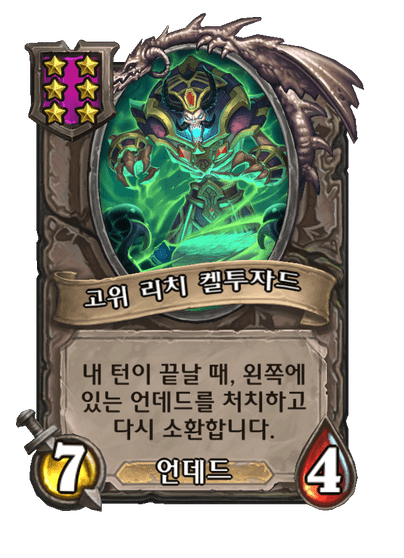 고위 리치 켈투자드
내 턴이 끝날 때, 왼쪽에
있는 언데드를 처치하고
다시 소환합니다.
7
언데드
4